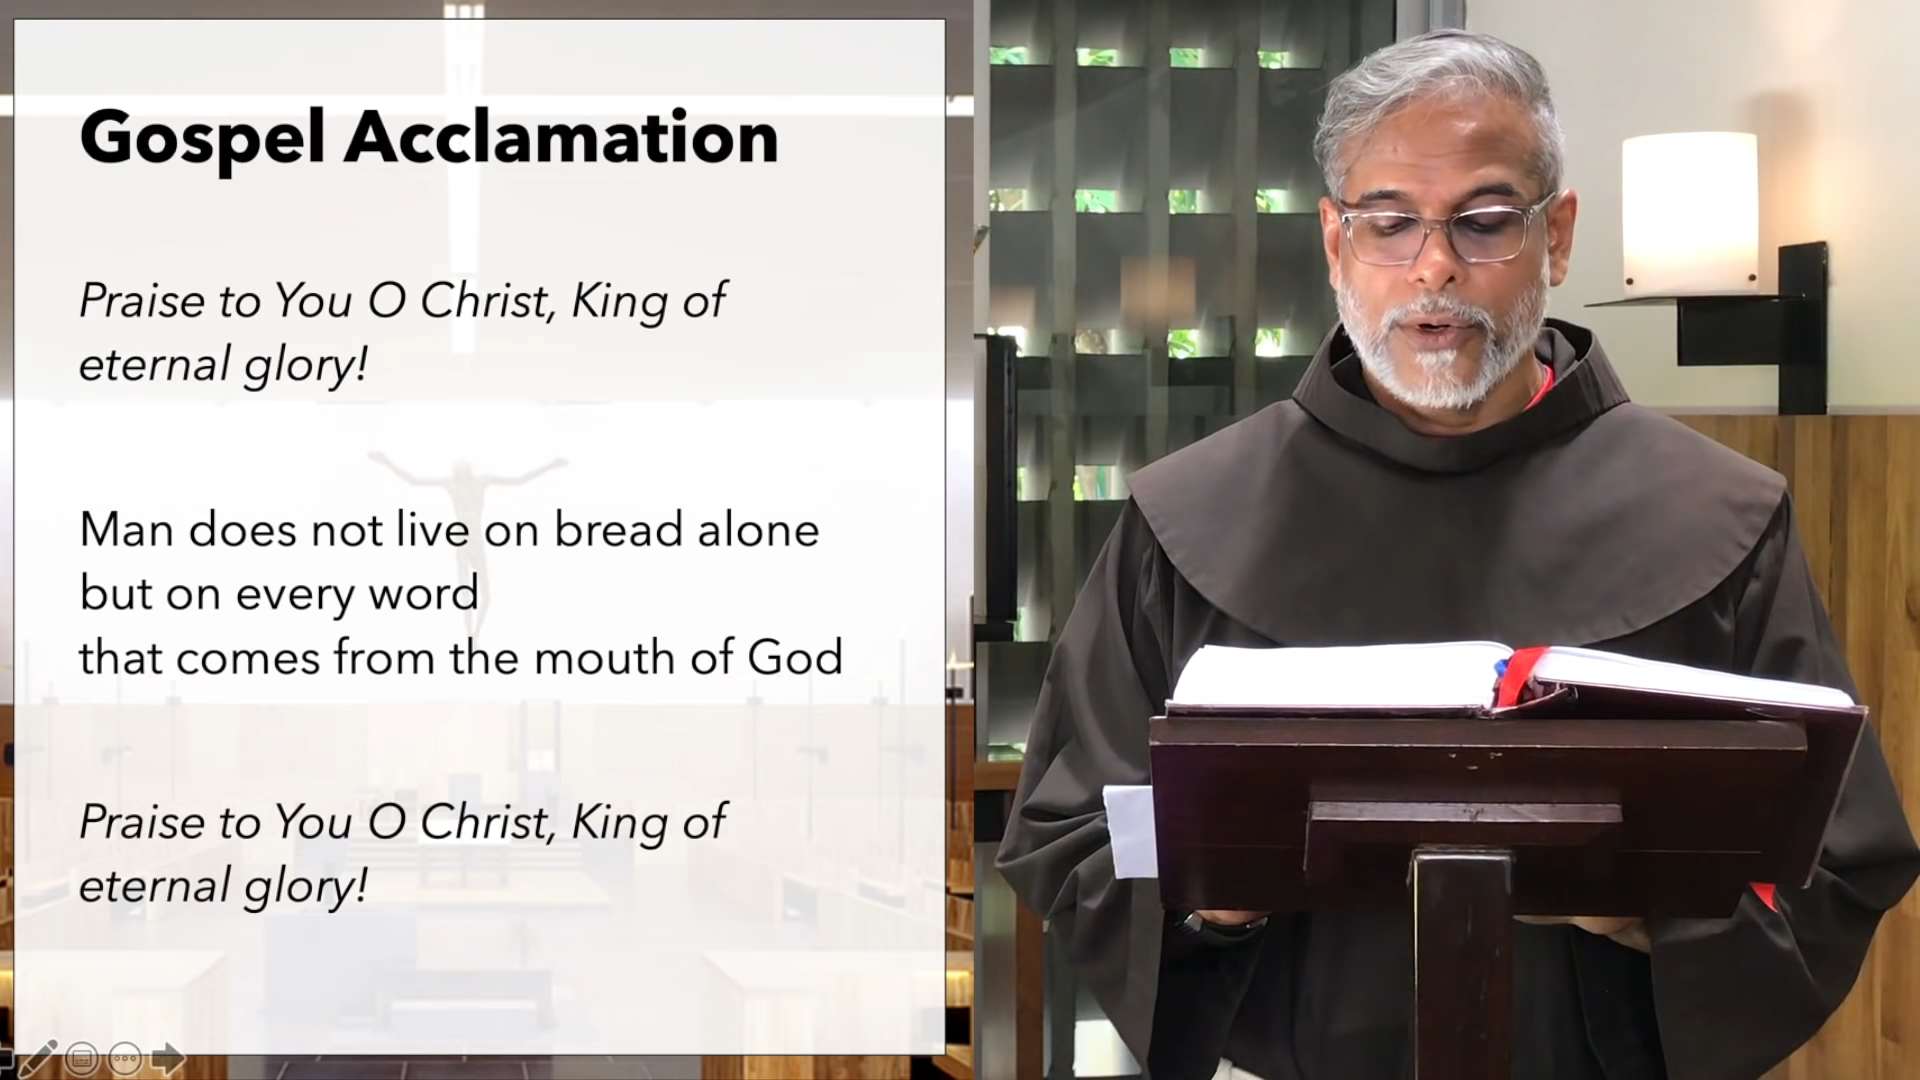 Gospel Acclamation
Praise to You O Christ, King of
eternal glory!
Man does not live on bread alone
but on every word
that comes from the mouth of God
Praise to You O Christ, King of
eternal glory!